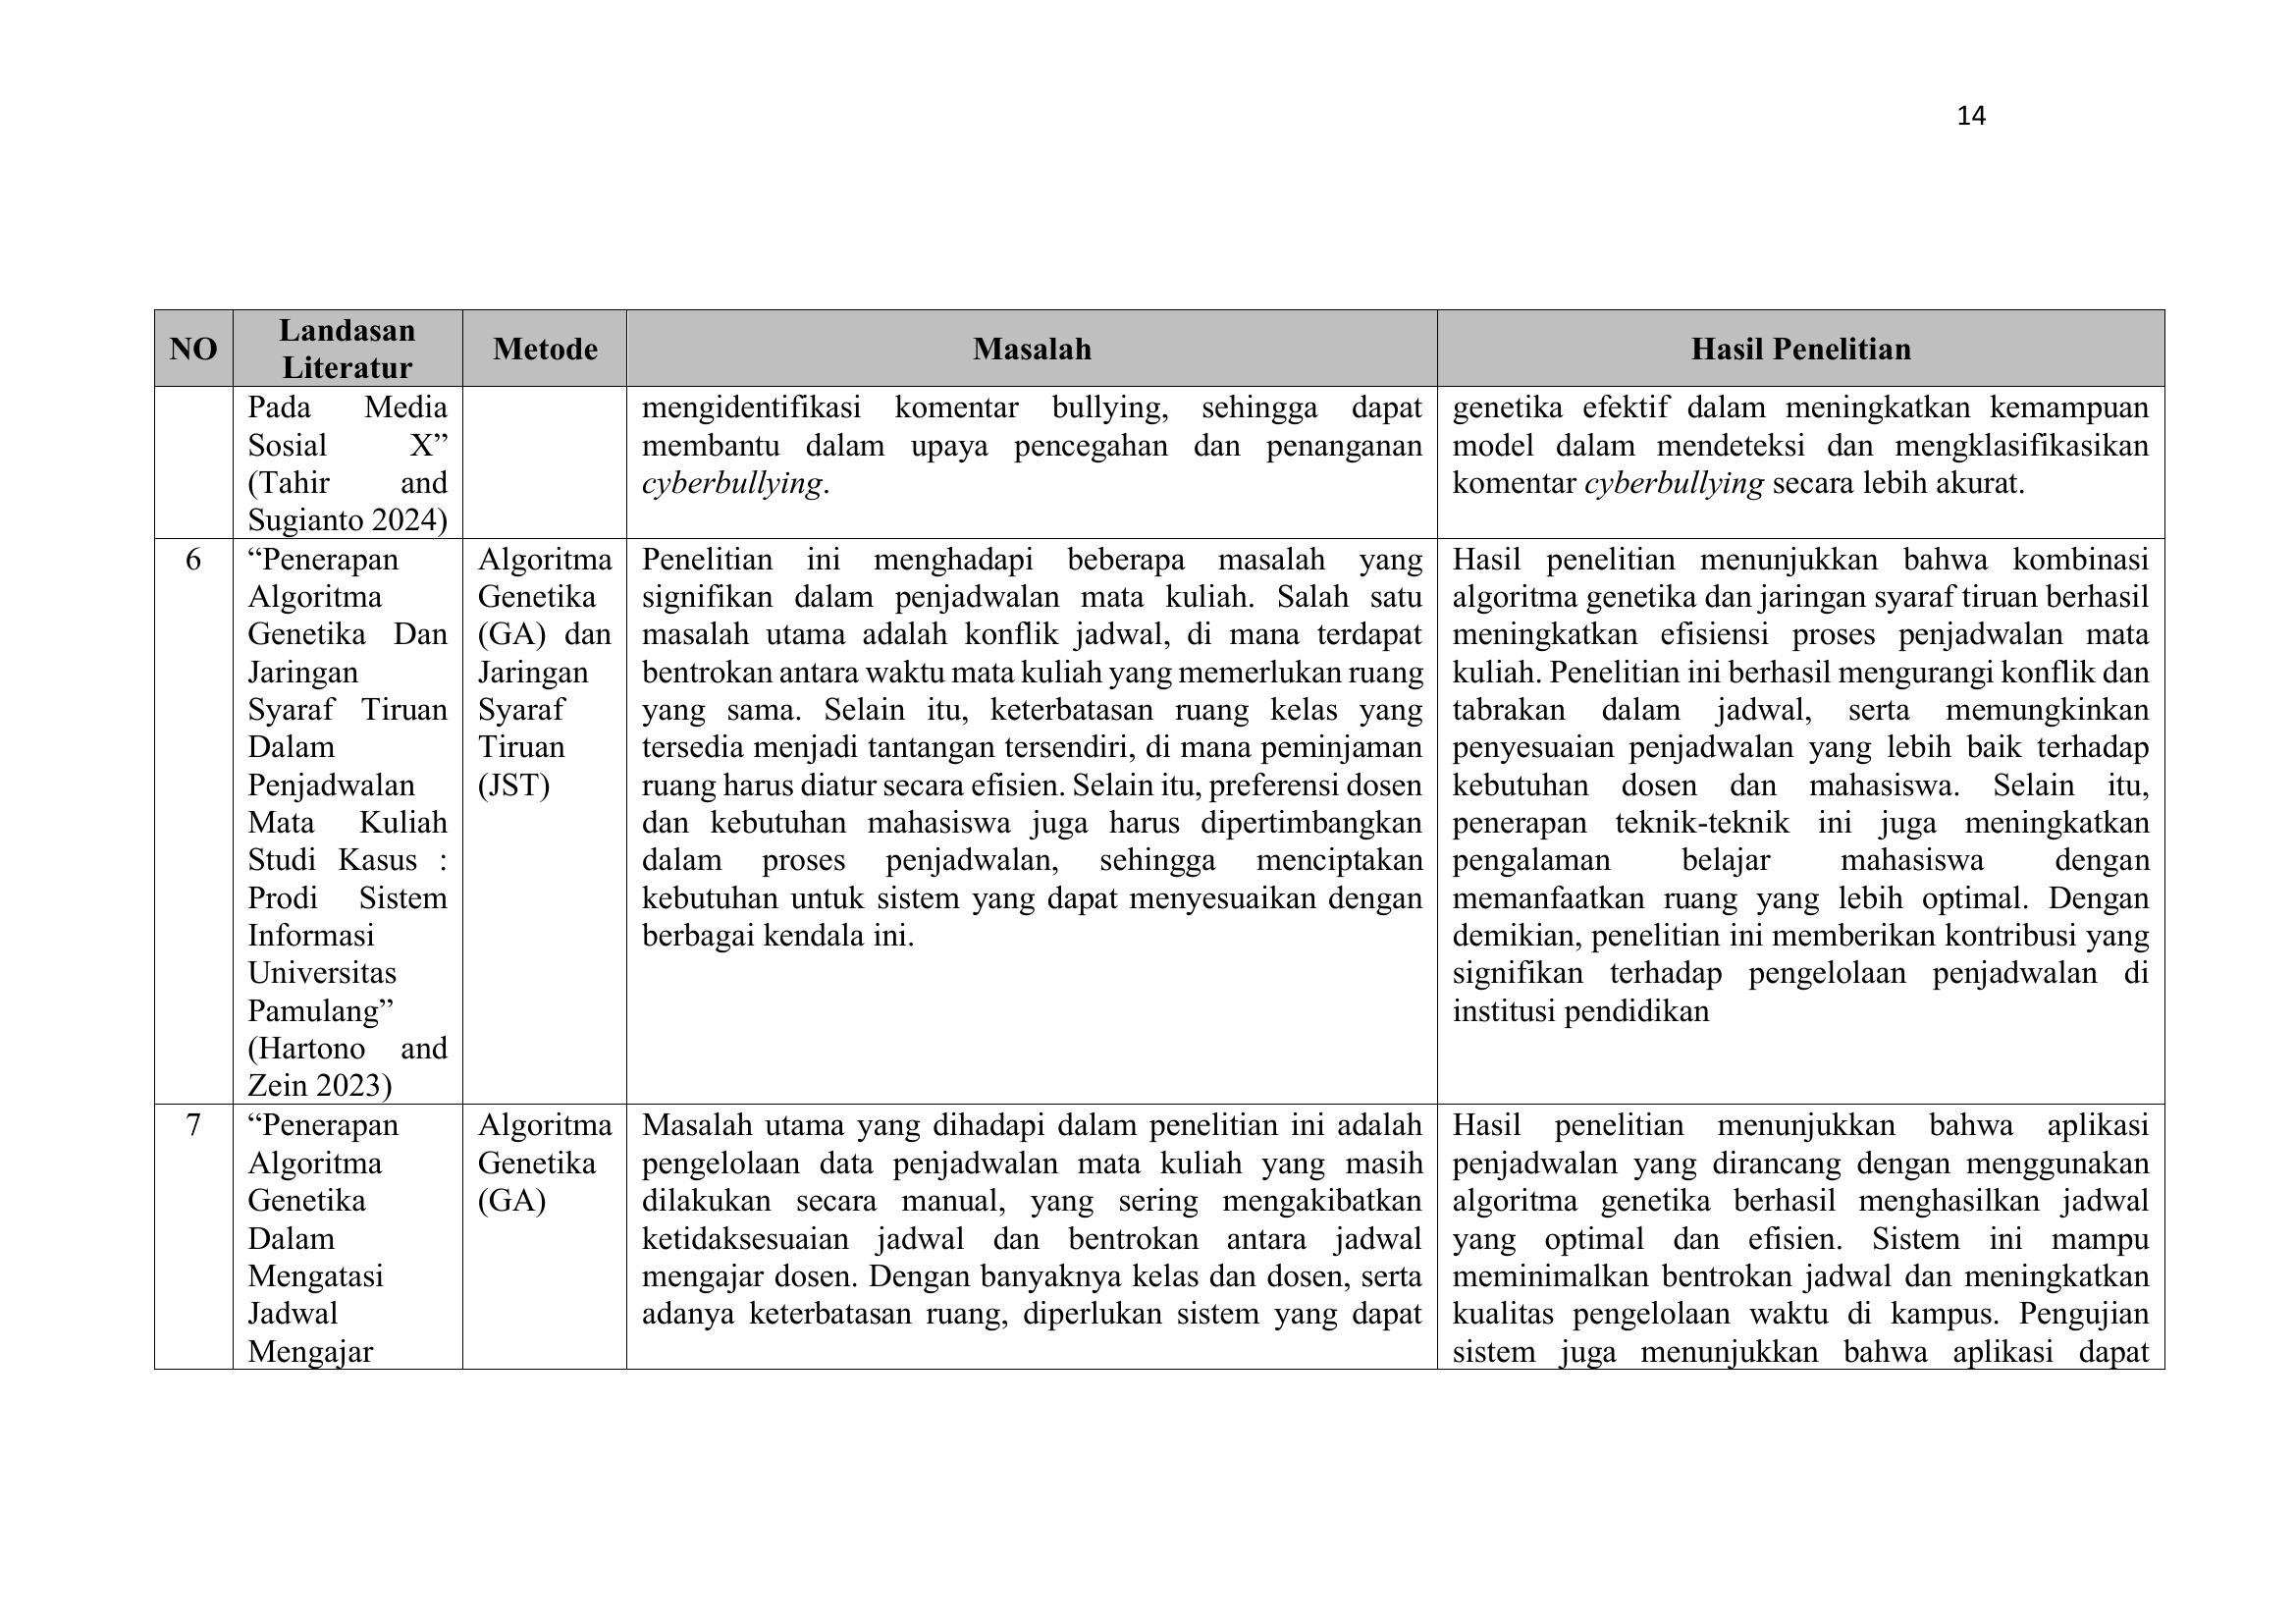 14
NO
Landasan
Literatur
Metode
Masalah
Hasil Penelitian
Pada Media
Sosial X”
(Tahir and
Sugianto 2024)
mengidentifikasi komentar bullying, sehingga dapat
membantu dalam upaya pencegahan dan penanganan
cyberbullying.
genetika efektif dalam meningkatkan kemampuan
model dalam mendeteksi dan mengklasifikasikan
komentar cyberbullying secara lebih akurat.
6
“Penerapan
Algoritma
Genetika Dan
Jaringan
Syaraf Tiruan
Dalam
Penjadwalan
Mata Kuliah
Studi Kasus :
Prodi Sistem
Informasi
Universitas
Pamulang”
(Hartono and
Zein 2023)
Algoritma
Genetika
(GA) dan
Jaringan
Syaraf
Tiruan
(JST)
Penelitian ini menghadapi beberapa masalah yang
signifikan dalam penjadwalan mata kuliah. Salah satu
masalah utama adalah konflik jadwal, di mana terdapat
bentrokan antara waktu mata kuliah yang memerlukan ruang
yang sama. Selain itu, keterbatasan ruang kelas yang
tersedia menjadi tantangan tersendiri, di mana peminjaman
ruang harus diatur secara efisien. Selain itu, preferensi dosen
dan kebutuhan mahasiswa juga harus dipertimbangkan
dalam proses penjadwalan, sehingga menciptakan
kebutuhan untuk sistem yang dapat menyesuaikan dengan
berbagai kendala ini.
Hasil penelitian menunjukkan bahwa kombinasi
algoritma genetika dan jaringan syaraf tiruan berhasil
meningkatkan efisiensi proses penjadwalan mata
kuliah. Penelitian ini berhasil mengurangi konflik dan
tabrakan dalam jadwal, serta memungkinkan
penyesuaian penjadwalan yang lebih baik terhadap
kebutuhan dosen dan mahasiswa. Selain itu,
penerapan teknik-teknik ini juga meningkatkan
pengalaman belajar mahasiswa dengan
memanfaatkan ruang yang lebih optimal. Dengan
demikian, penelitian ini memberikan kontribusi yang
signifikan terhadap pengelolaan penjadwalan di
institusi pendidikan
7
“Penerapan
Algoritma
Genetika
Dalam
Mengatasi
Jadwal
Mengajar
Algoritma
Genetika
(GA)
Masalah utama yang dihadapi dalam penelitian ini adalah
pengelolaan data penjadwalan mata kuliah yang masih
dilakukan secara manual, yang sering mengakibatkan
ketidaksesuaian jadwal dan bentrokan antara jadwal
mengajar dosen. Dengan banyaknya kelas dan dosen, serta
adanya keterbatasan ruang, diperlukan sistem yang dapat
Hasil penelitian menunjukkan bahwa aplikasi
penjadwalan yang dirancang dengan menggunakan
algoritma genetika berhasil menghasilkan jadwal
yang optimal dan efisien. Sistem ini mampu
meminimalkan bentrokan jadwal dan meningkatkan
kualitas pengelolaan waktu di kampus. Pengujian
sistem juga menunjukkan bahwa aplikasi dapat